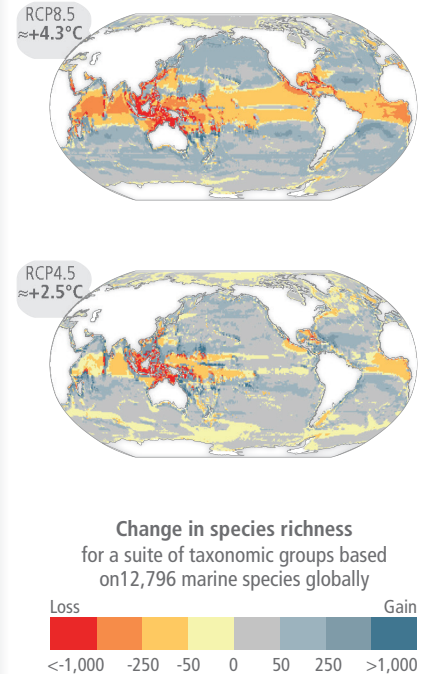 RCP8.5
≈+4.3°C
RCP4.5
≈+2.5°C
Change in species richness
for a suite of taxonomic groups based
on12,796 marine species globally
Loss Gain
<-1,000 -250 -50 0 50 250 >1,000